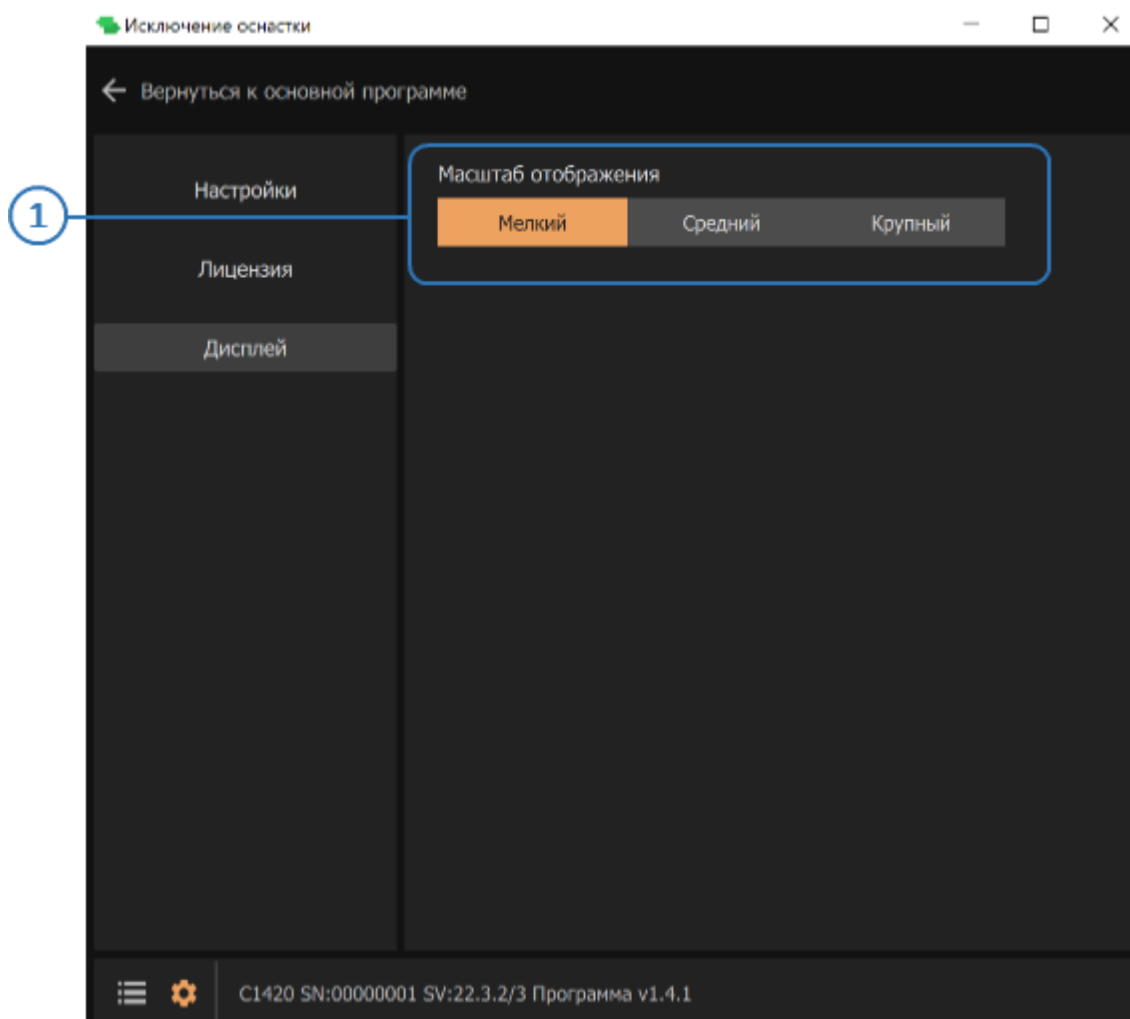 Исключение оснастки
Вернуться к основной программе
Настройки
Лицензия
Дисплей
1
Масштаб отображения
Мелкий Средний Крупный
C1420 SN:00000001 SV:22.3.2/3 Программа v1.4.1